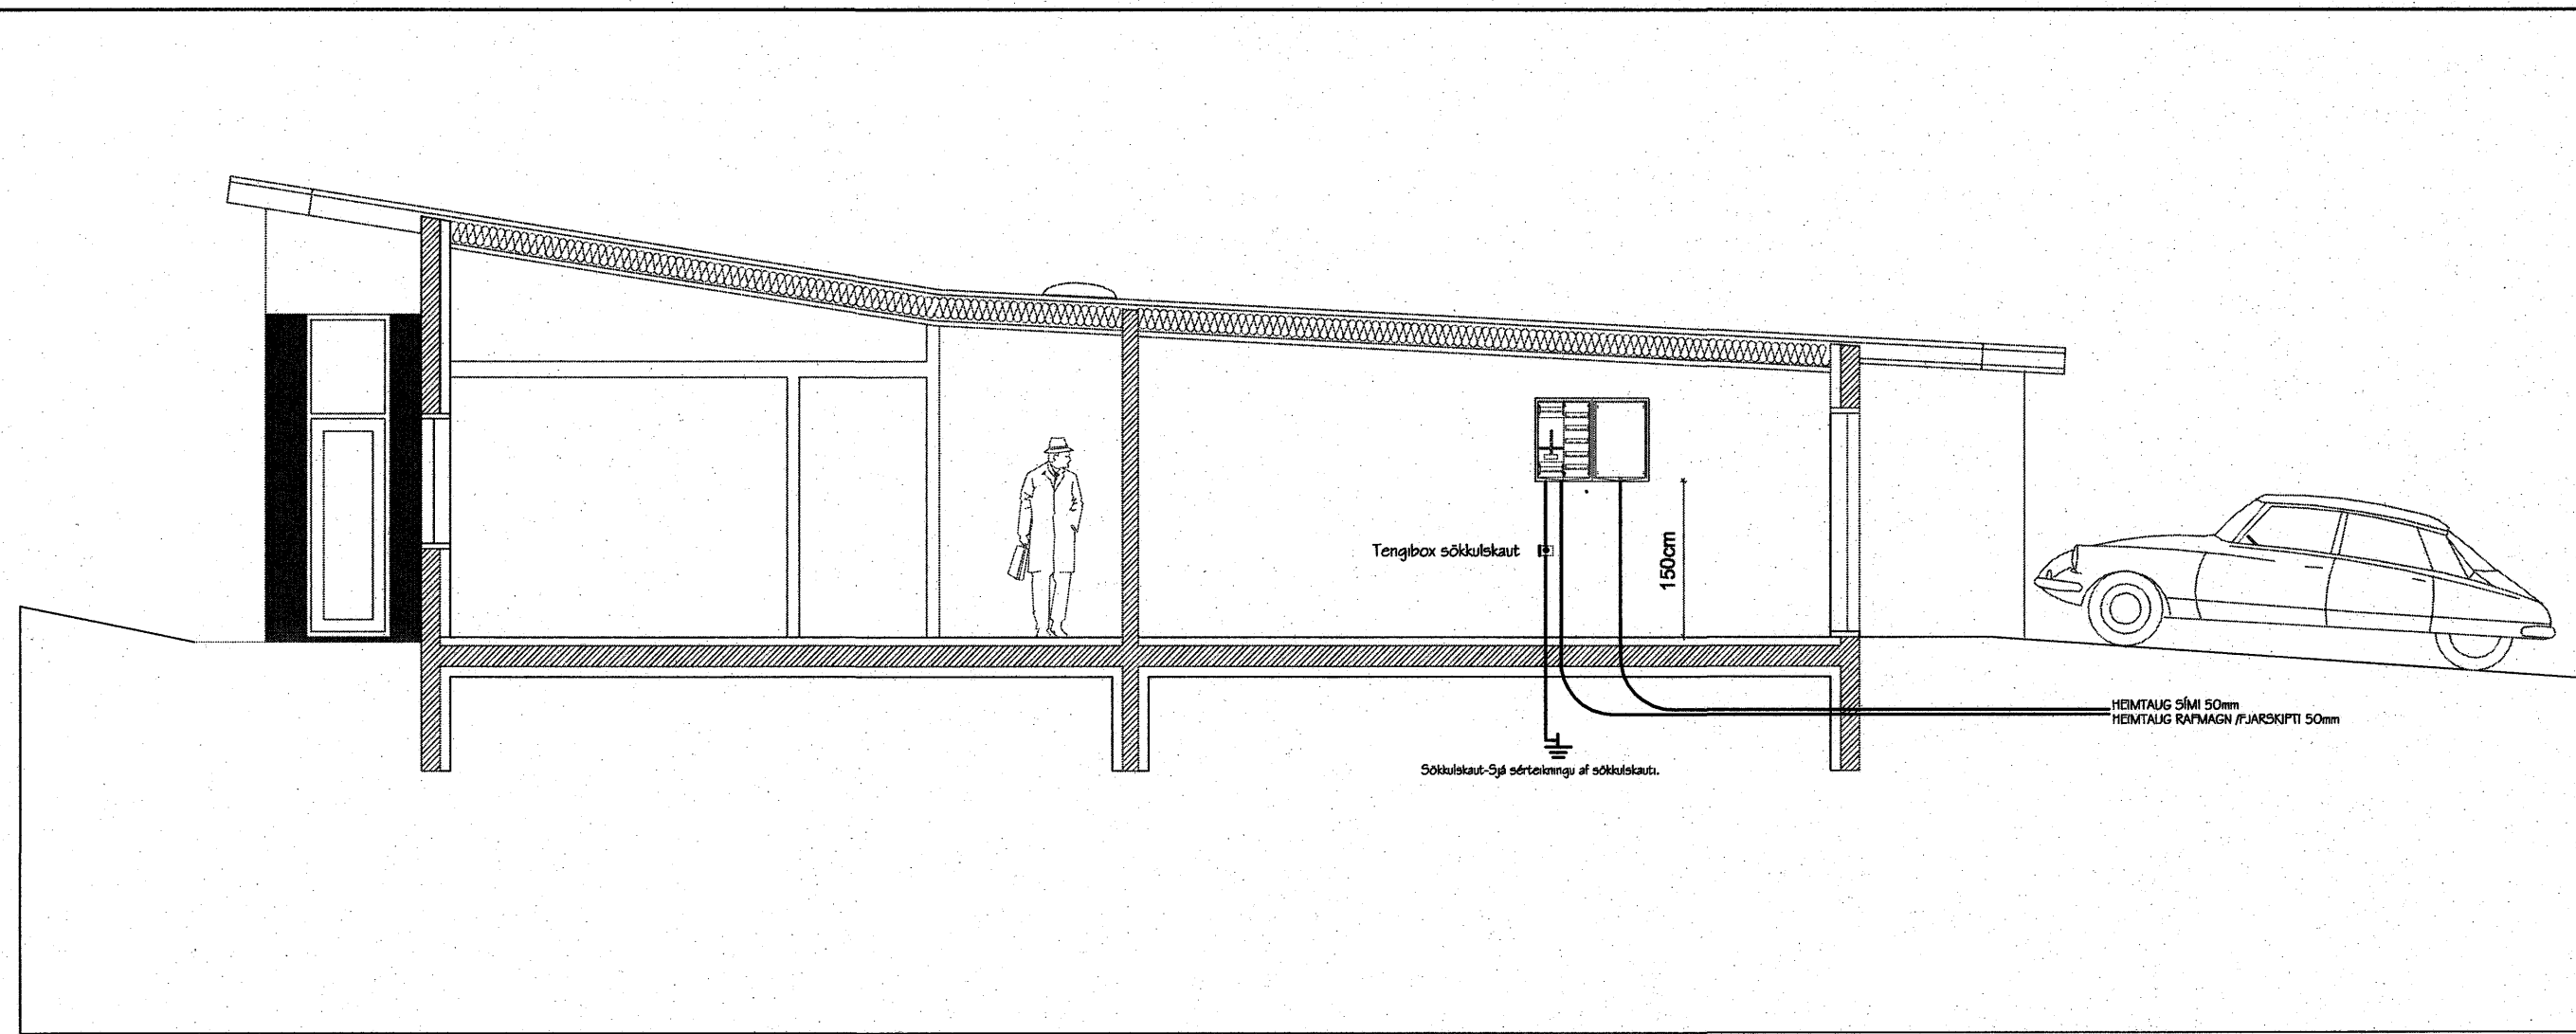 Tengibox sökkulskaut
150cm
HEIMTAUG SÍMI 50mm
HEIMTAUG RAFMAGN /FJARSKIPTI 50mm
Sökkulskaut-Sjá sérteikningu af sökkulskauti.